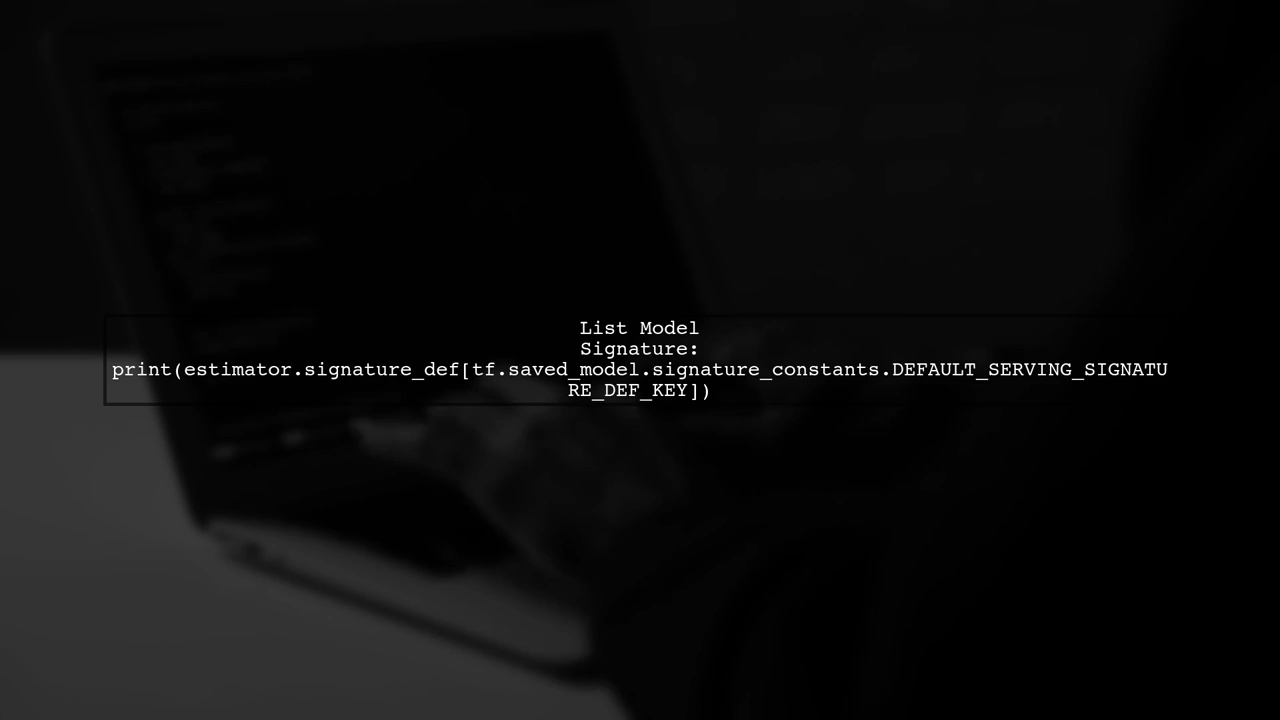 List Model
Signature:
print(estimator.signature_def[tf.saved_model.signature_constants.DEFAULT_SERVING_SIGNATU
RE_DEF_KEY])